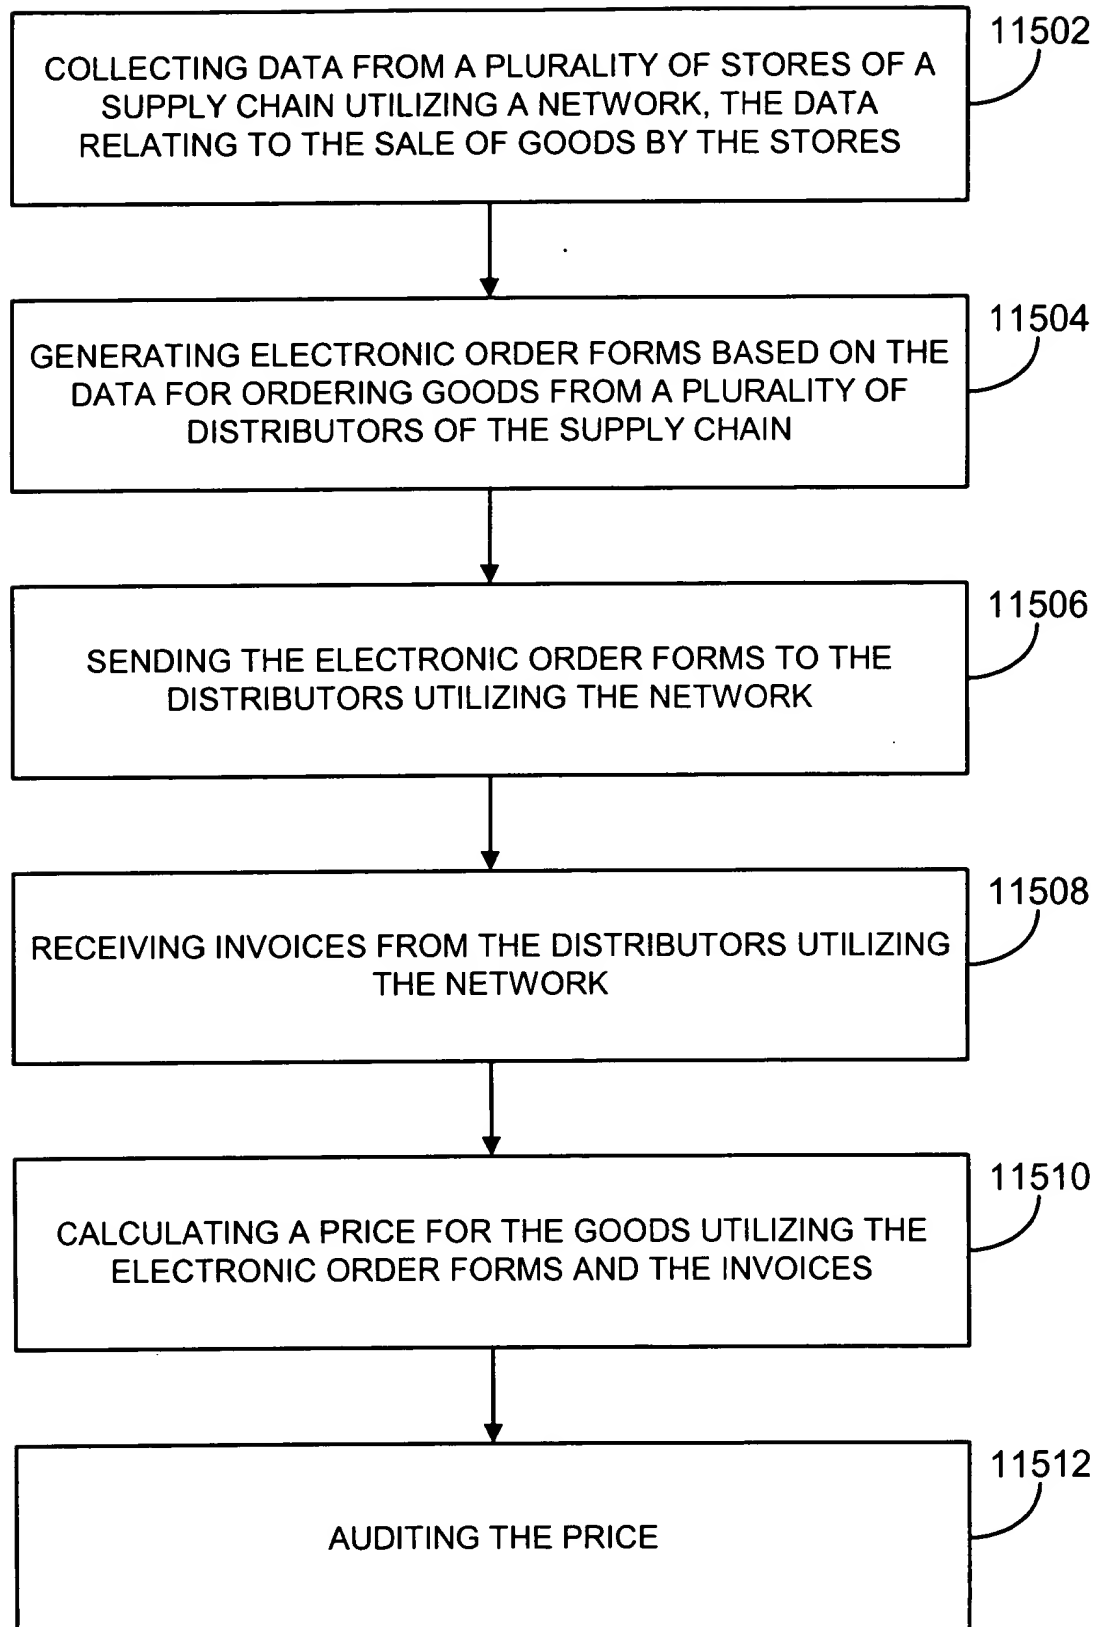 11502
COLLECTING DATA FROM A PLURALITY OF STORES OF A
SUPPLY CHAIN UTILIZING A NETWORK, THE DATA
RELATING TO THE SALE OF GOODS BY THE STORES
11504
GENERATING ELECTRONIC ORDER FORMS BASED ON THE
DATA FOR ORDERING GOODS FROM A PLURALITY OF
DISTRIBUTORS OF THE SUPPLY CHAIN
11506
SENDING THE ELECTRONIC ORDER FORMS TO THE
DISTRIBUTORS UTILIZING THE NETWORK
11508
RECEIVING INVOICES FROM THE DISTRIBUTORS UTILIZING
THE NETWORK
11510
CALCULATING A PRICE FOR THE GOODS UTILIZING THE
ELECTRONIC ORDER FORMS AND THE INVOICES
11512
AUDITING THE PRICE